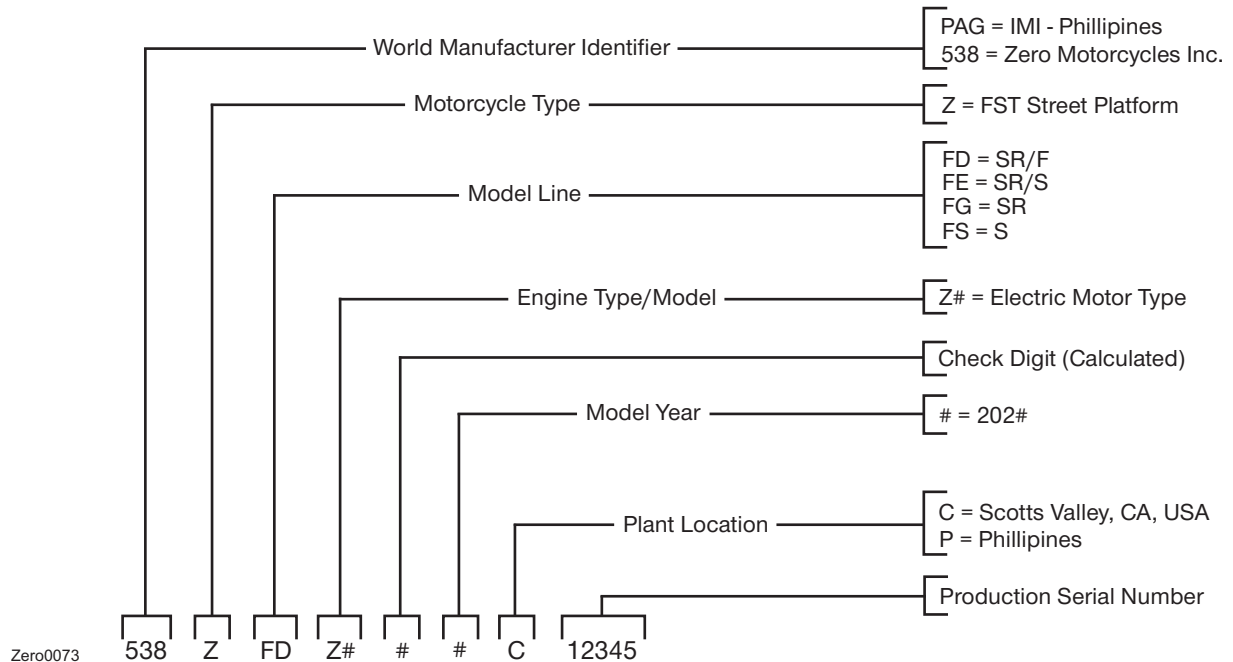 World Manufacturer Identifier
PAG = IMI - Phillipines
538 = Zero Motorcycles Inc.
Motorcycle Type
Z = FST Street Platform
Model Line
FD = SR/F
FE = SR/S
FG = SR
FS = S
Engine Type/Model
Z# = Electric Motor Type
Check Digit (Calculated)
Model Year
# = 202#
Plant Location
C = Scotts Valley, CA, USA
P = Phillipines
Production Serial Number
Zero0073
538 Z FD Z# # # C 12345